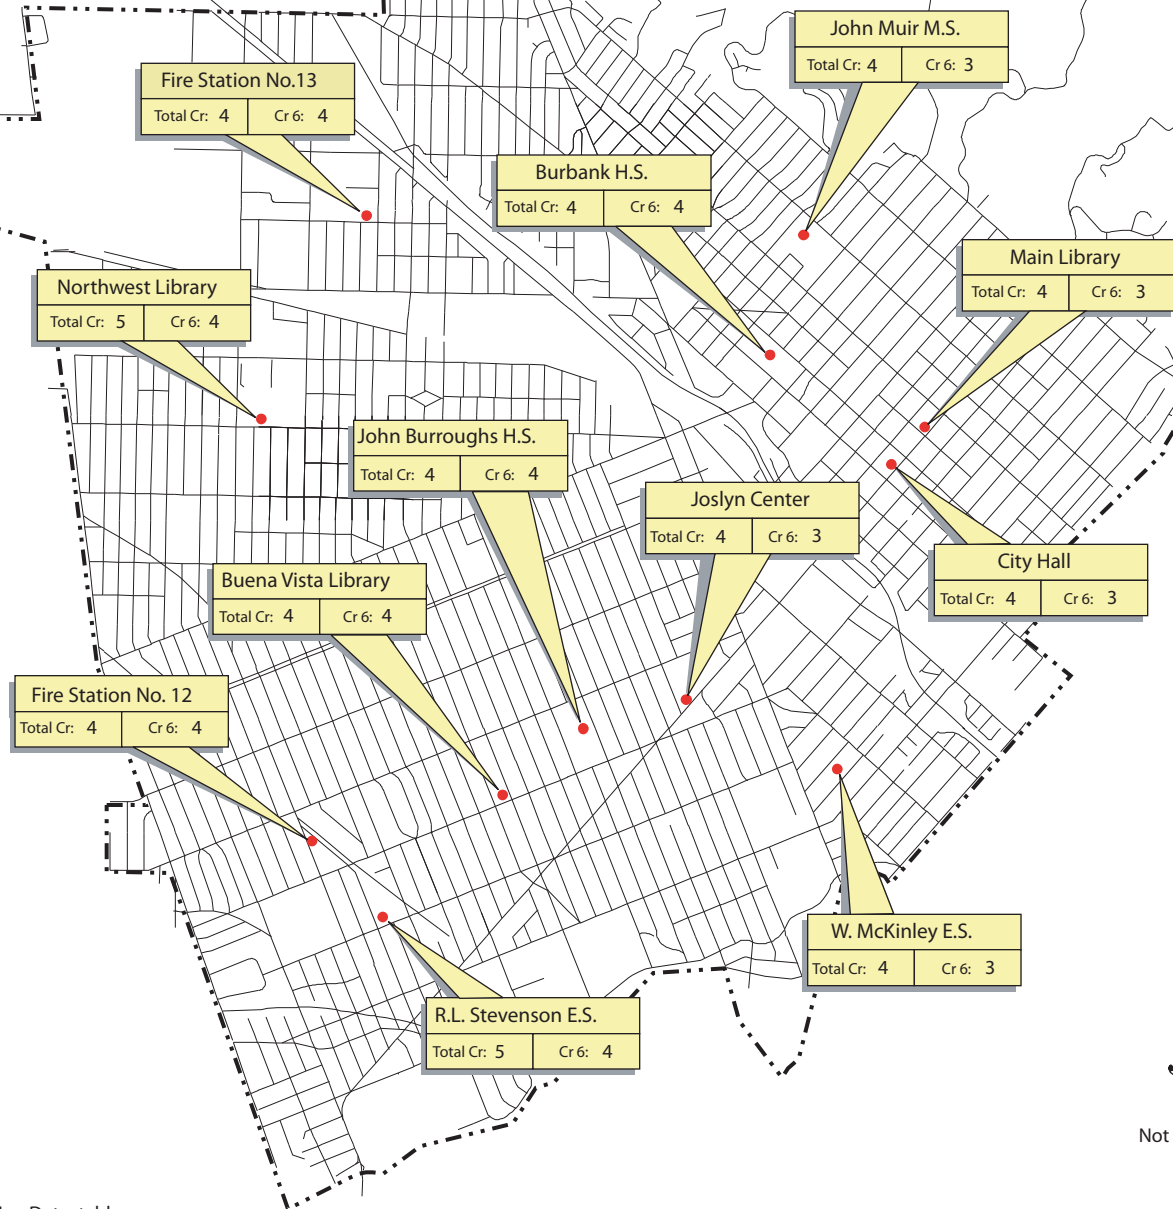 John Muir M.S.
Total Cr: 4 Cr 6: 3
Fire Station No.13
Total Cr: 4 Cr 6: 4
Burbank H.S.
Total Cr: 4 Cr 6: 4
Main Library
Total Cr: 4 Cr 6: 3
Northwest Library
Total Cr: 5 Cr 6: 4
John Burroughs H.S.
Total Cr: 4 Cr 6: 4
Joslyn Center
Total Cr: 4 Cr 6: 3
City Hall
Total Cr: 4 Cr 6: 3
Buena Vista Library
Total Cr: 4 Cr 6: 4
Fire Station No. 12
Total Cr: 4 Cr 6: 4
W. McKinley E.S.
Total Cr: 4 Cr 6: 3
R.L. Stevenson E.S.
Total Cr: 5 Cr 6: 4
Not